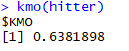 > kmo(hitter)
$KMO
[1] 0.6381898